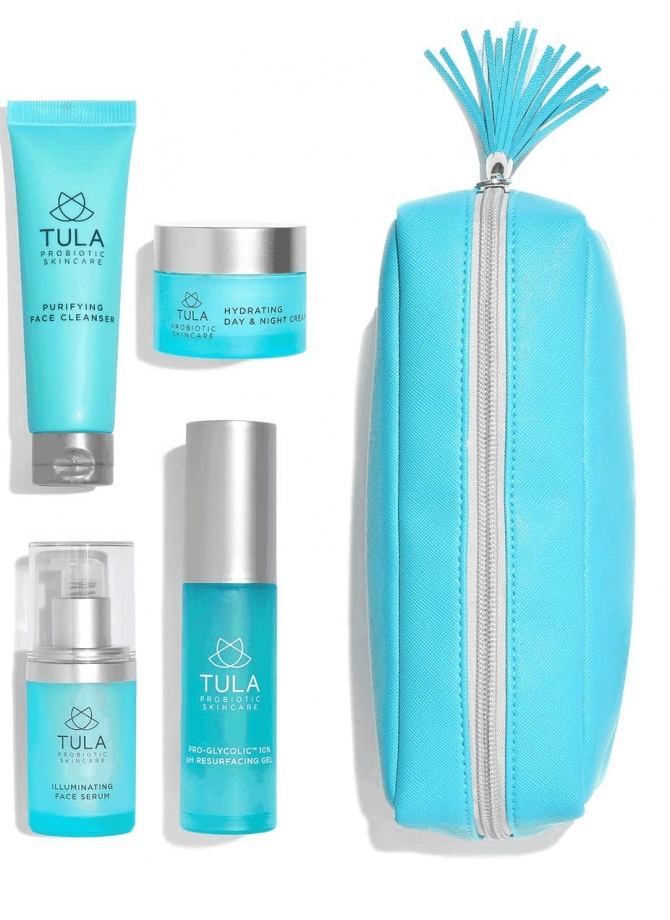 TULA
PROBIOTIC
SKINCARE
PURIFYING
FACE CLEANSER
TULA
PROBIOTIC
SKINCARE
HYDRATING
DAY & NIGHT CREA
TULA
PROBIOTIC
SKINCARE
ILLUMINATING
FACE SERUM
TULA
PROBIOTIC
SKINCARE
PRO-GLYCOLIC™ 10%
pH RESURFACING GEL